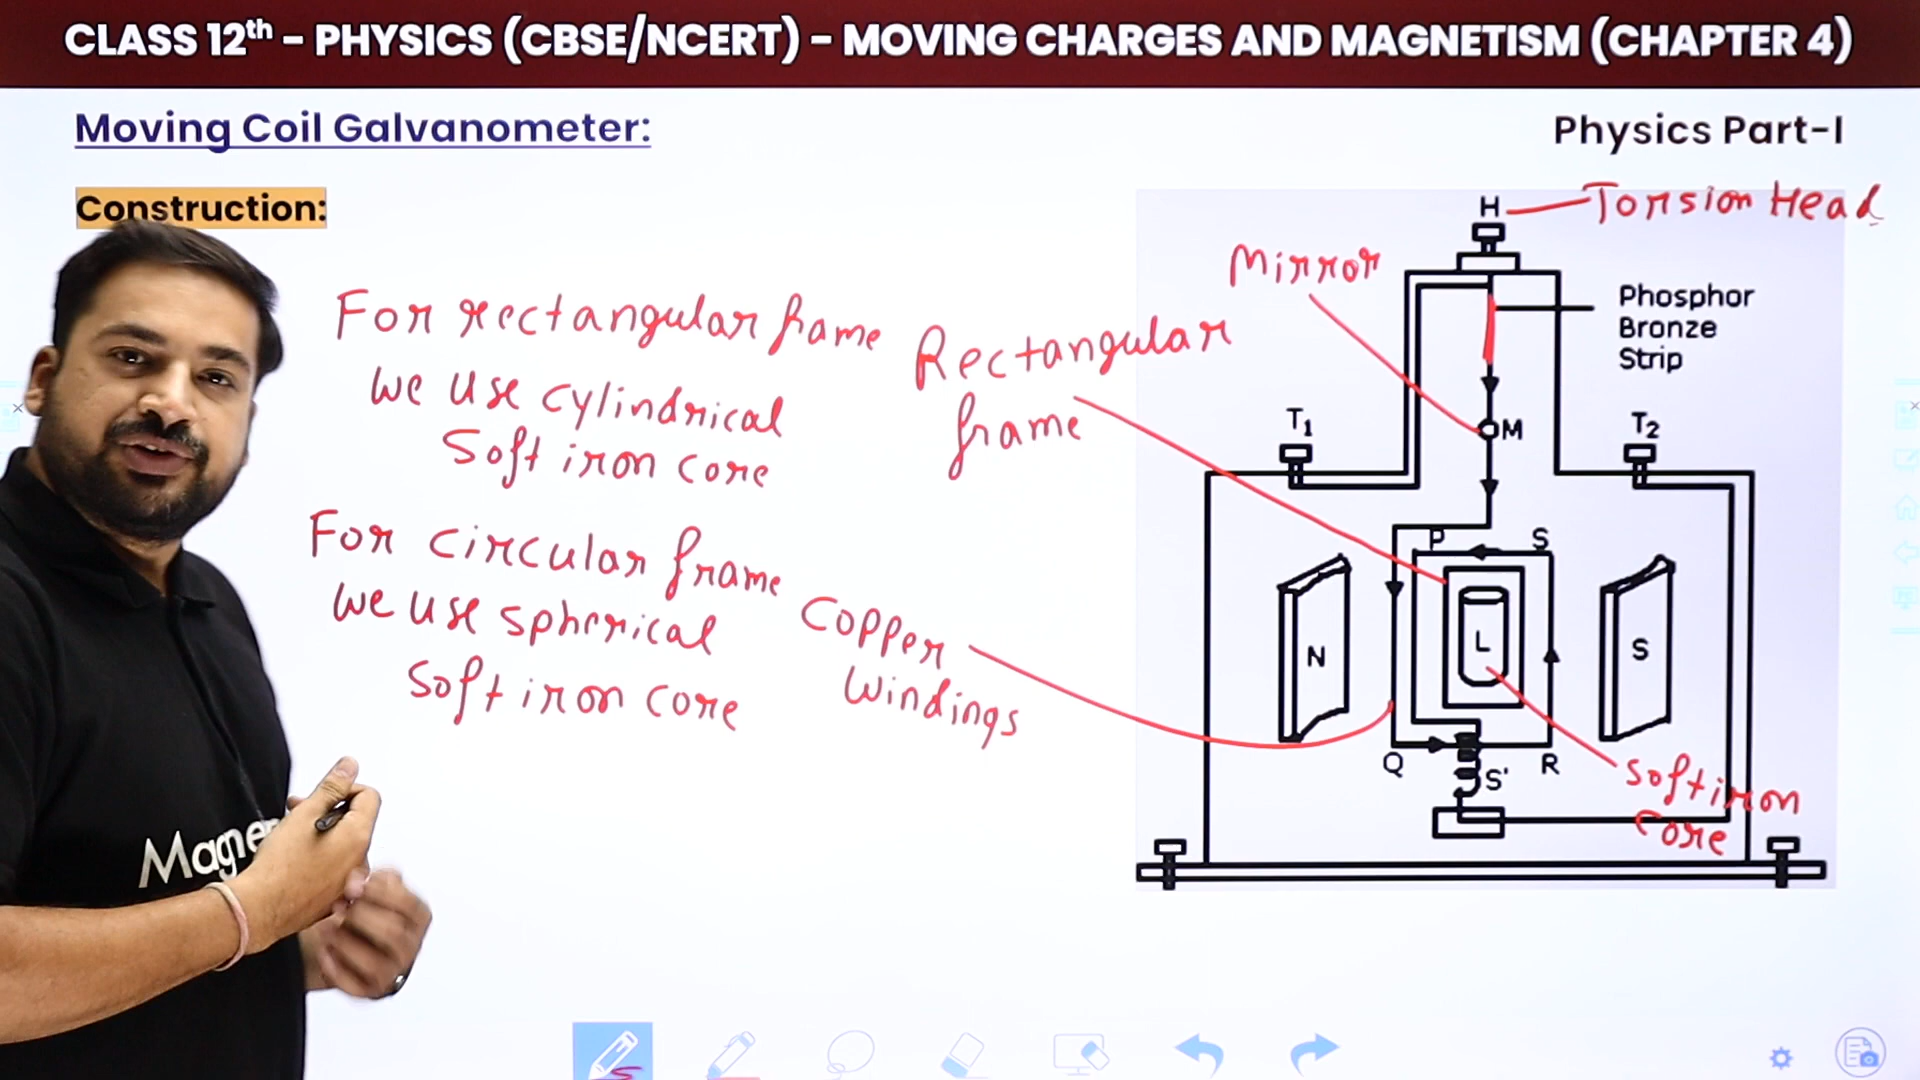 CLASS 12th - PHYSICS (CBSE/NCERT) - MOVING CHARGES AND MAGNETISM (CHAPTER 4)
Moving Coil Galvanometer:
Physics Part-I
Construction:
For rectangular frame
we use cylindrical
soft iron core
For circular frame
we use spherical
soft iron core
Rectangular
frame
Copper
windings
Mirror
H
Torsion Head
Phosphor
Bronze
Strip
M
T1
T2
P
S
N
L
S
Q
S'
R
soft iron
core
Magne